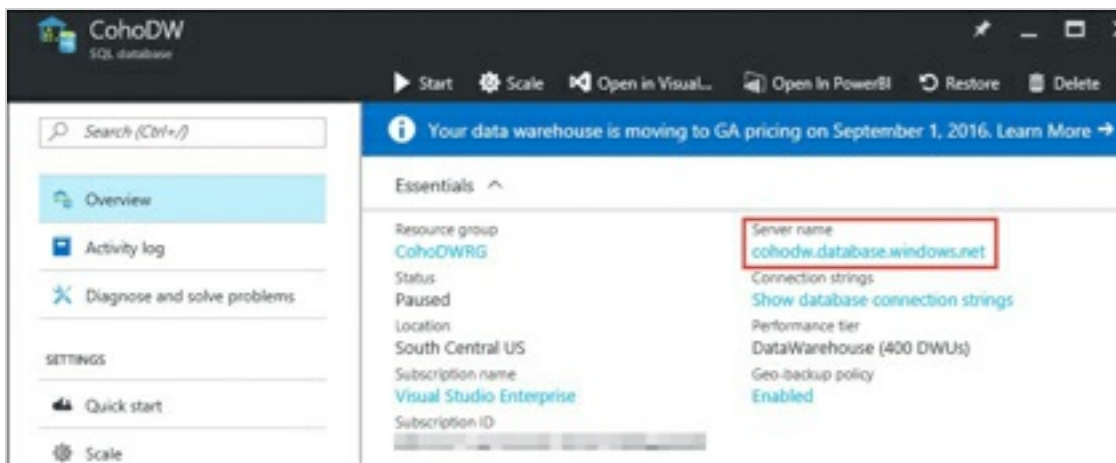 CohoDW
SQL database
Start Scale Open in Visual... Open In PowerBI Restore Delete
Search (Ctrl+/)
Your data warehouse is moving to GA pricing on September 1, 2016. Learn More →
Essentials
Overview
Activity log
Diagnose and solve problems
SETTINGS
Quick start
Scale
Resource group
CohoDWRG
Status
Paused
Location
South Central US
Subscription name
Visual Studio Enterprise
Subscription ID
Server name
cohodw.database.windows.net
Connection strings
Show database connection strings
Performance tier
DataWarehouse (400 DWUs)
Geo-backup policy
Enabled